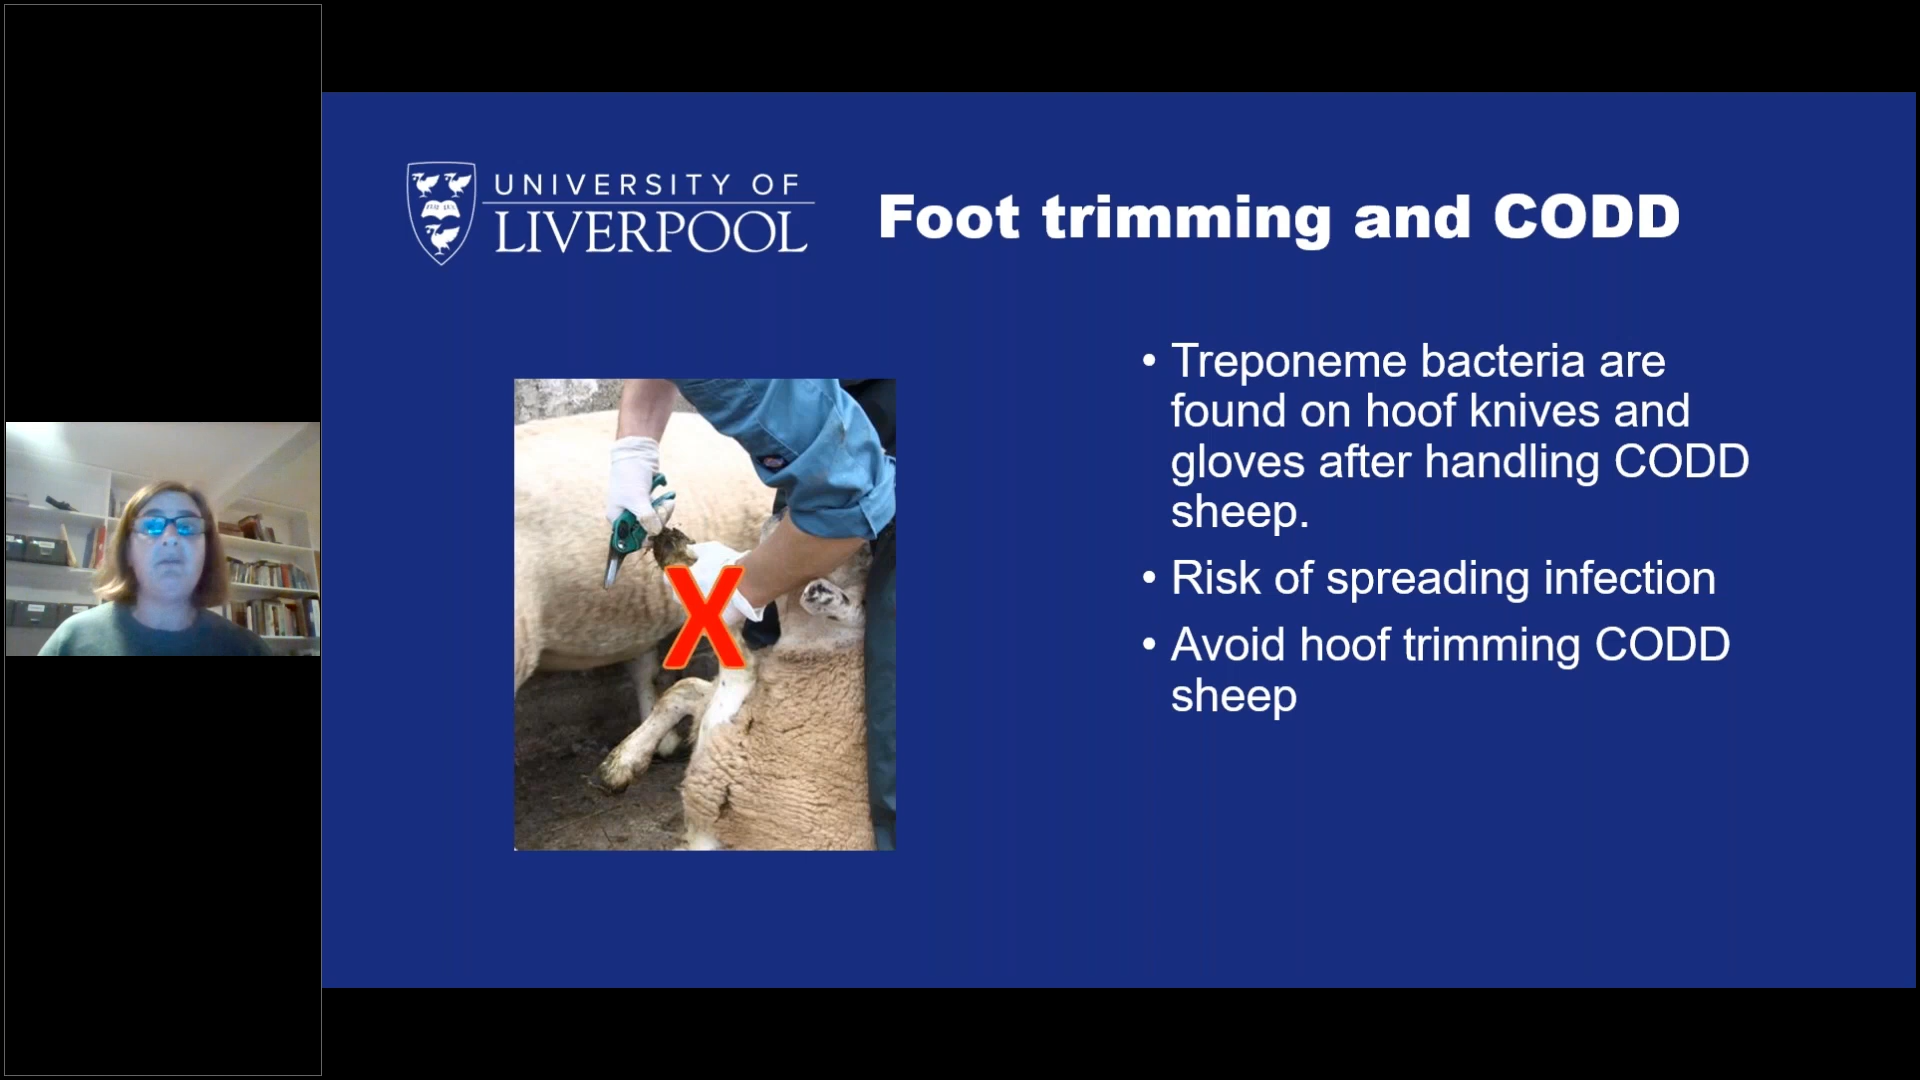 UNIVERSITY OF
LIVERPOOL
Foot trimming and CODD
• Treponeme bacteria are
found on hoof knives and
gloves after handling CODD
sheep.
• Risk of spreading infection
• Avoid hoof trimming CODD
sheep
X